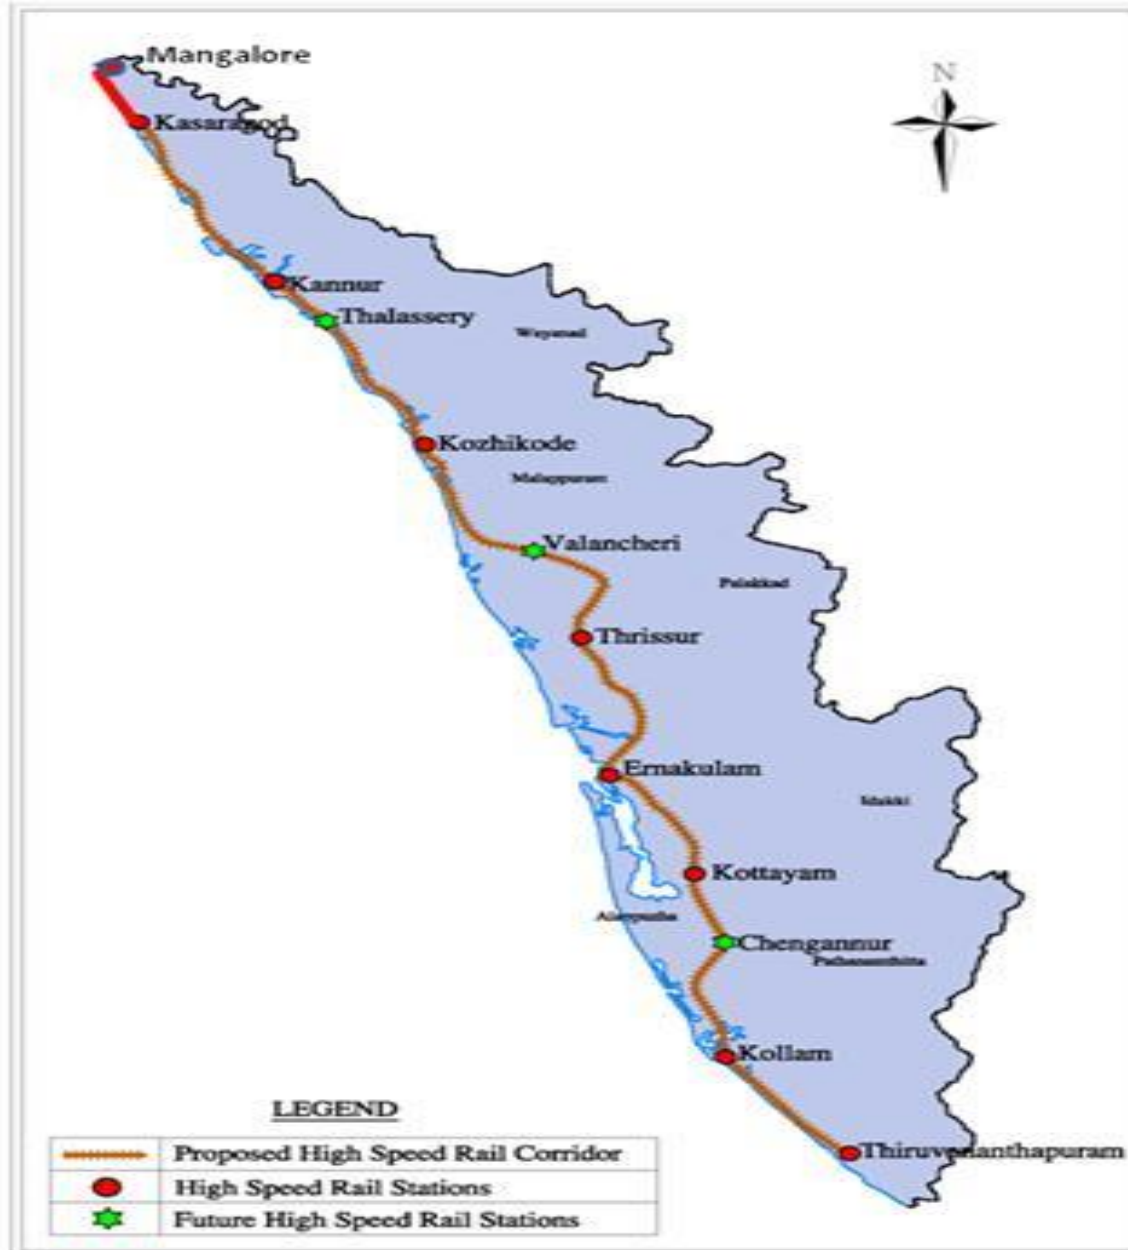 Mangalore
N
Kasaragod
Kannur
Thalassery
Wayanad
Kozhikode
Malappuram
Valancheri
Palakkad
Thrissur
Ernakulam
Idukki
Kottayam
Alappuzha
Chengannur
Pathanamthitta
Kollam
LEGEND
Thiruvananthapuram
Proposed High Speed Rail Corridor
High Speed Rail Stations
Future High Speed Rail Stations